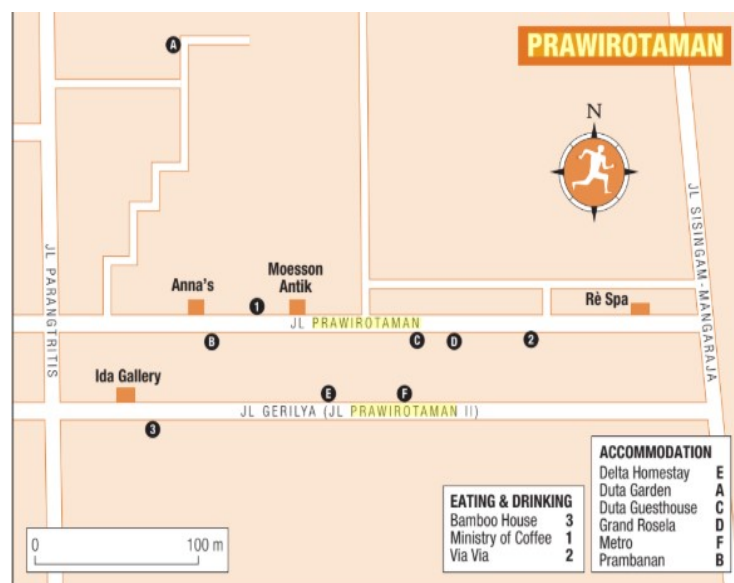 PRAWIROTAMAN
A
N
JL SISINGAM-MANGARAJA
JL PARANGTRITIS
Anna's
Moesson
Antik
Rè Spa
1
JL PRAWIROTAMAN
B
C
D
2
Ida Gallery
E
F
JL GERILYA (JL PRAWIROTAMAN II)
3
ACCOMMODATION
Delta Homestay E
Duta Garden A
Duta Guesthouse C
Grand Rosela D
Metro F
Prambanan B
EATING & DRINKING
Bamboo House 3
Ministry of Coffee 1
Via Via 2
0 100 m